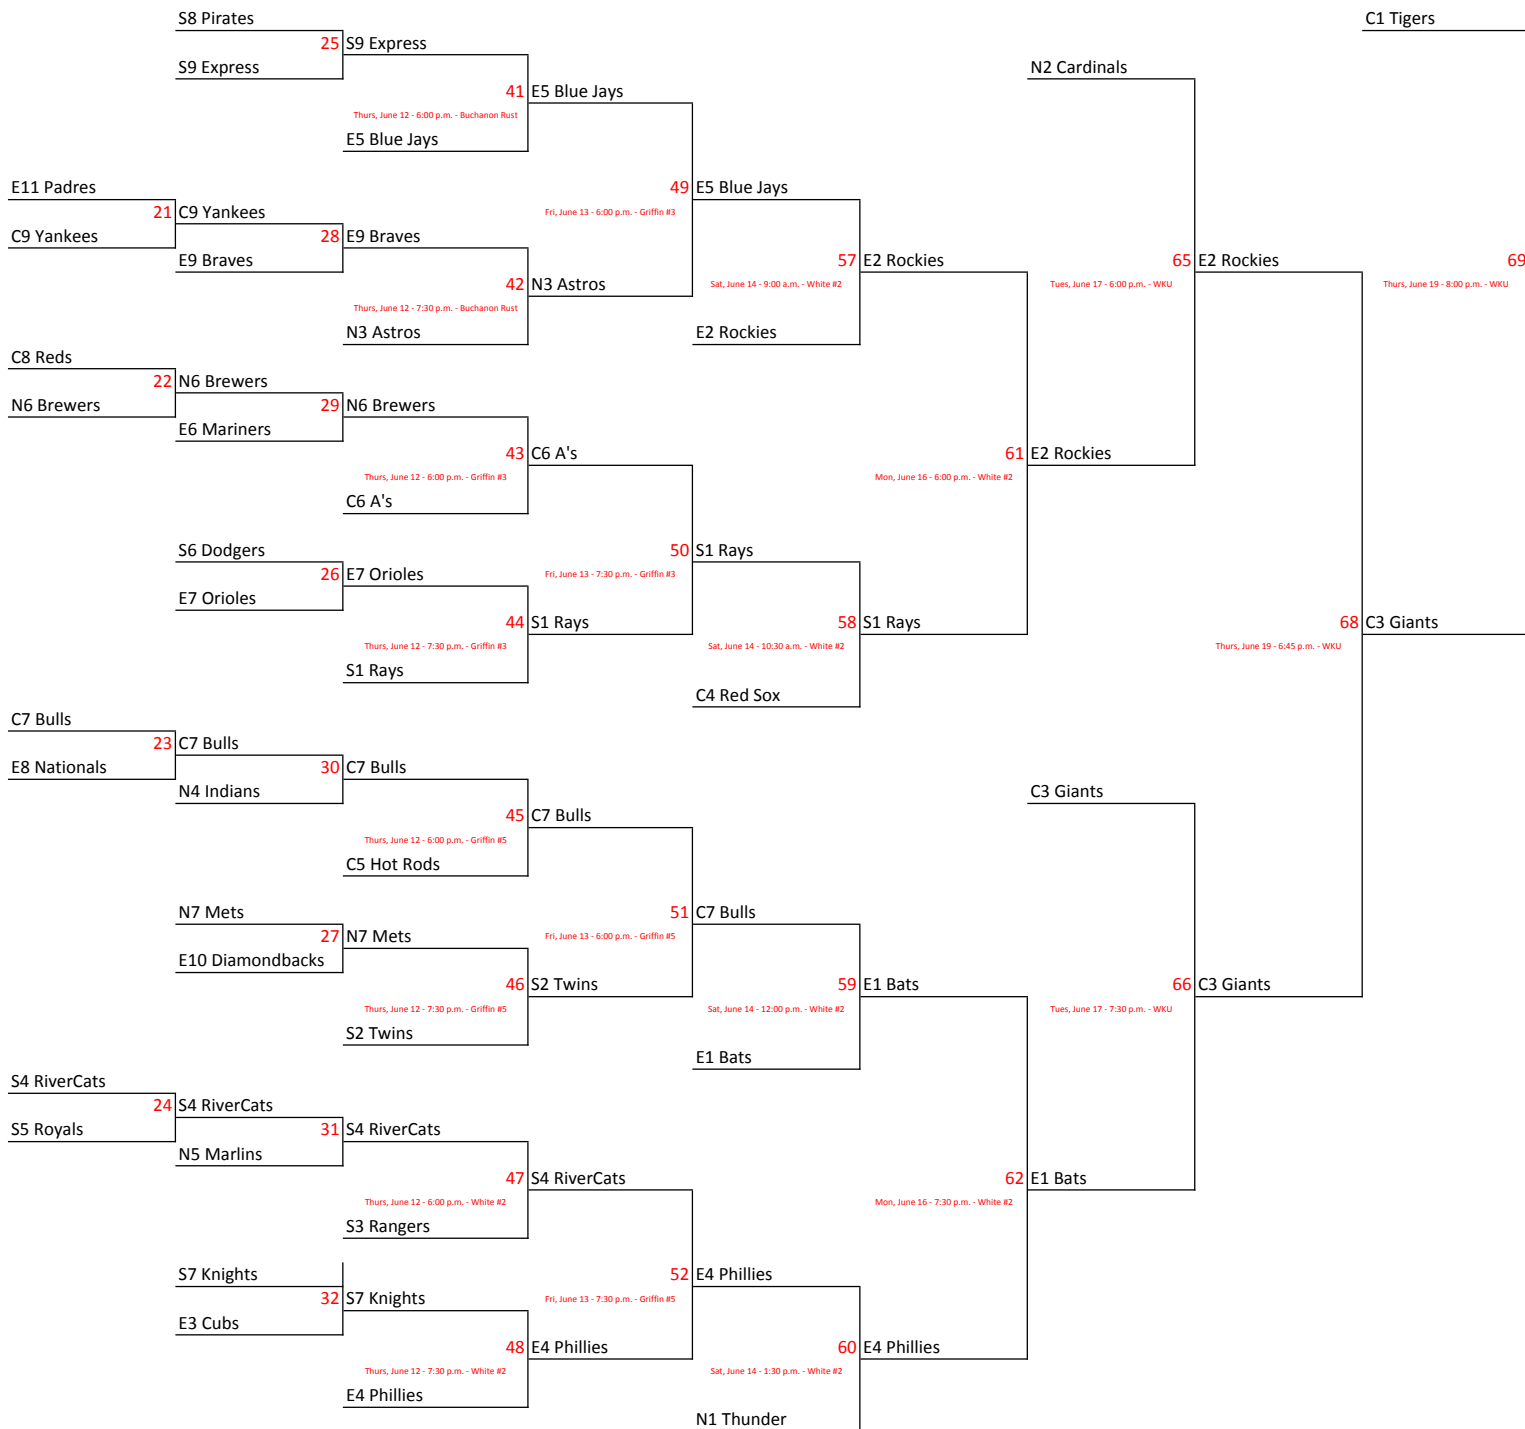 S8 Pirates
C1 Tigers
25 S9 Express
S9 Express
N2 Cardinals
41 E5 Blue Jays
Thurs, June 12 - 6:00 p.m. - Buchanon Rust
E5 Blue Jays
E11 Padres
49 E5 Blue Jays
21 C9 Yankees
Fri, June 13 - 6:00 p.m. - Griffin #3
C9 Yankees
28 E9 Braves
E9 Braves
57 E2 Rockies
65 E2 Rockies
69
42 N3 Astros
Sat, June 14 - 9:00 a.m. - White #2
Tues, June 17 - 6:00 p.m. - WKU
Thurs, June 19 - 8:00 p.m. - WKU
Thurs, June 12 - 7:30 p.m. - Buchanon Rust
N3 Astros
E2 Rockies
C8 Reds
22 N6 Brewers
N6 Brewers
29 N6 Brewers
E6 Mariners
43 C6 A's
61 E2 Rockies
Thurs, June 12 - 6:00 p.m. - Griffin #3
Mon, June 16 - 6:00 p.m. - White #2
C6 A's
S6 Dodgers
50 S1 Rays
26 E7 Orioles
Fri, June 13 - 7:30 p.m. - Griffin #3
E7 Orioles
44 S1 Rays
58 S1 Rays
68 C3 Giants
Thurs, June 12 - 7:30 p.m. - Griffin #3
Sat, June 14 - 10:30 a.m. - White #2
Thurs, June 19 - 6:45 p.m. - WKU
S1 Rays
C4 Red Sox
C7 Bulls
23 C7 Bulls
E8 Nationals
30 C7 Bulls
N4 Indians
C3 Giants
45 C7 Bulls
Thurs, June 12 - 6:00 p.m. - Griffin #5
C5 Hot Rods
N7 Mets
51 C7 Bulls
27 N7 Mets
Fri, June 13 - 6:00 p.m. - Griffin #5
E10 Diamondbacks
46 S2 Twins
59 E1 Bats
66 C3 Giants
Thurs, June 12 - 7:30 p.m. - Griffin #5
Sat, June 14 - 12:00 p.m. - White #2
Tues, June 17 - 7:30 p.m. - WKU
S2 Twins
E1 Bats
S4 RiverCats
24 S4 RiverCats
S5 Royals
31 S4 RiverCats
N5 Marlins
47 S4 RiverCats
62 E1 Bats
Thurs, June 12 - 6:00 p.m. - White #2
Mon, June 16 - 7:30 p.m. - White #2
S3 Rangers
S7 Knights
52 E4 Phillies
32 S7 Knights
Fri, June 13 - 7:30 p.m. - Griffin #5
E3 Cubs
48 E4 Phillies
60 E4 Phillies
Thurs, June 12 - 7:30 p.m. - White #2
Sat, June 14 - 1:30 p.m. - White #2
E4 Phillies
N1 Thunder